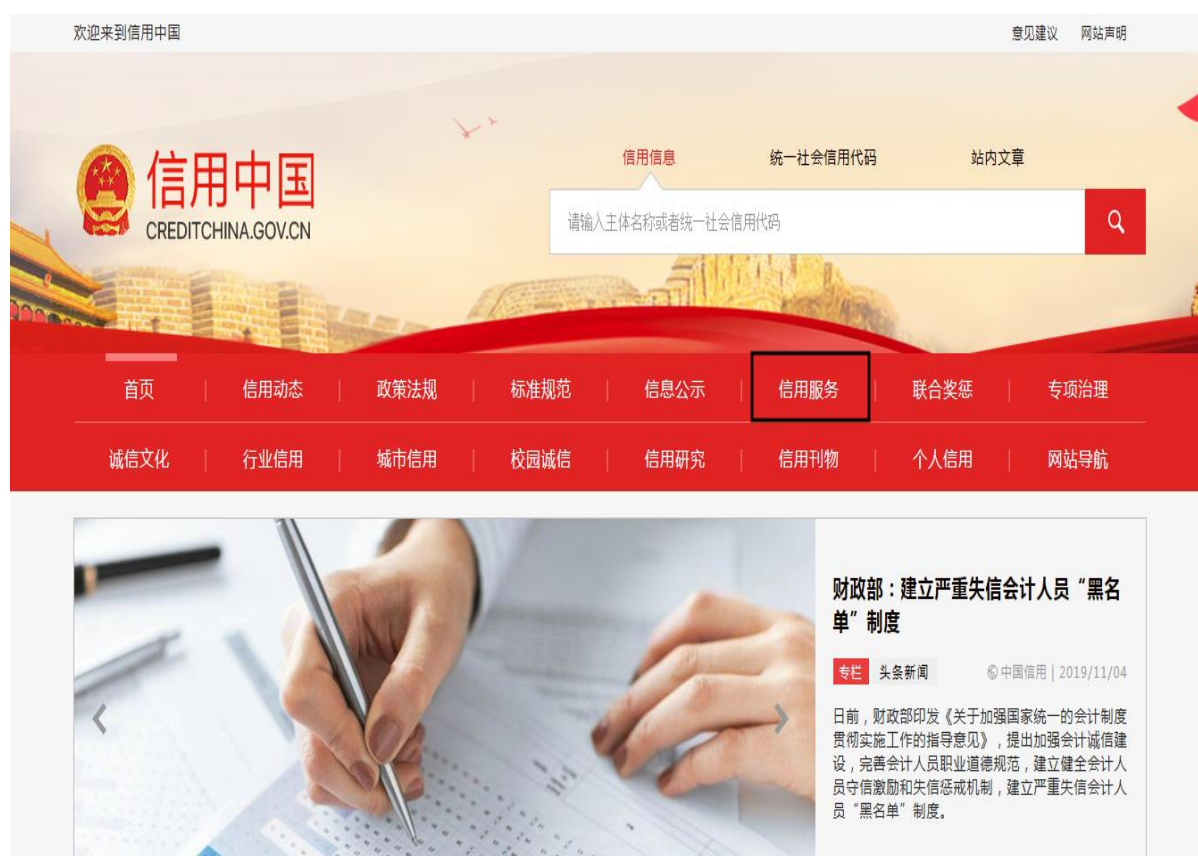 欢迎来到信用中国
意见建议 网站声明
信用中国
CREDITCHINA.GOV.CN
信用信息 统一社会信用代码 站内文章
请输入主体名称或者统一社会信用代码
首页 信用动态 政策法规 标准规范 信息公示 信用服务 联合奖惩 专项治理
诚信文化 行业信用 城市信用 校园诚信 信用研究 信用刊物 个人信用 网站导航
财政部：建立严重失信会计人员“黑名
单”制度
专栏 头条新闻 中国信用 | 2019/11/04
日前，财政部印发《关于加强国家统一的会计制度
贯彻实施工作的指导意见》，提出加强会计诚信建
设，完善会计人员职业道德规范，建立健全会计人
员守信激励和失信惩戒机制，建立严重失信会计人
员“黑名单”制度。